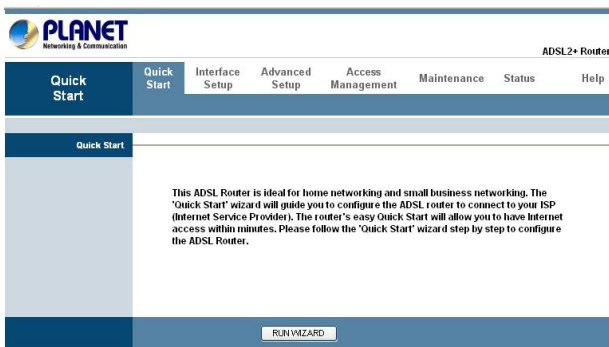 PLANET
Networking & Communication
ADSL2+ Router
Quick Start
Quick Start
Interface Setup
Advanced Setup
Access Management
Maintenance
Status
Help
Quick Start
This ADSL Router is ideal for home networking and small business networking. The
'Quick Start' wizard will guide you to configure the ADSL router to connect to your ISP
(Internet Service Provider). The router's easy Quick Start will allow you to have Internet
access within minutes. Please follow the 'Quick Start' wizard step by step to configure
the ADSL Router.
RUN WIZARD